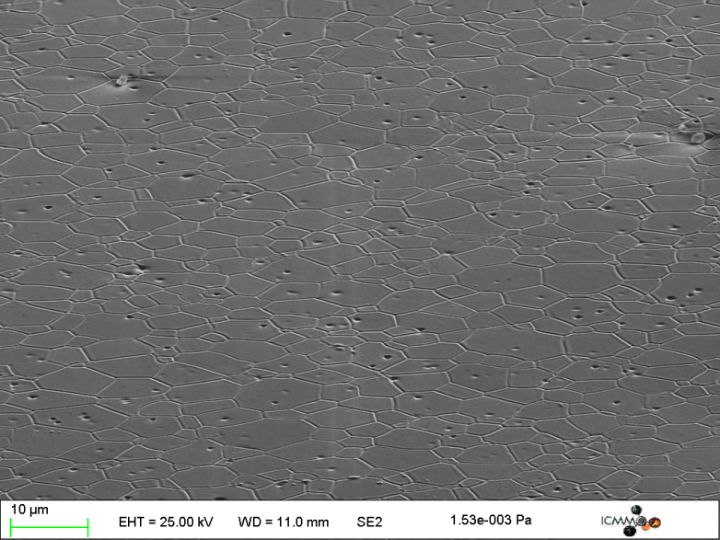 10 µm
EHT = 25.00 kV WD = 11.0 mm SE2 1.53e-003 Pa
ICMM